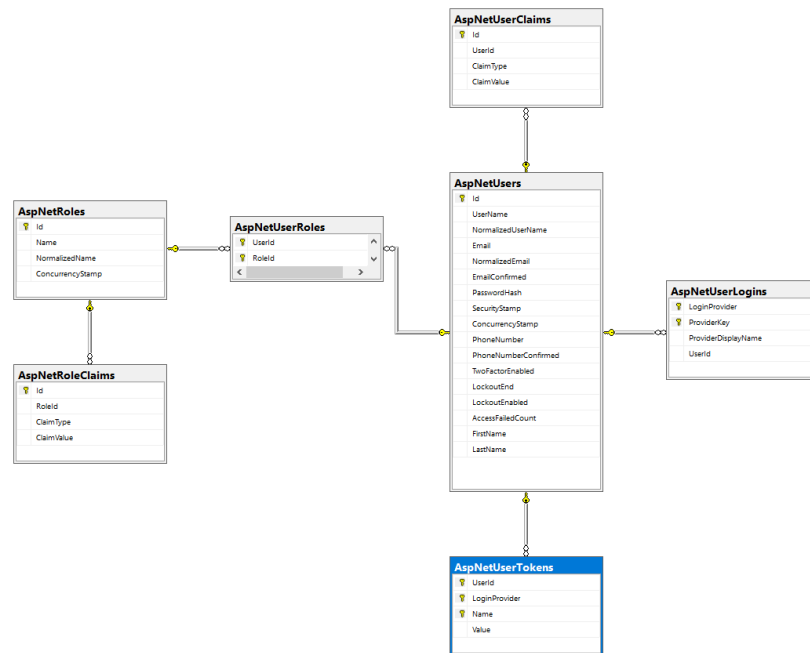 AspNetUserClaims
Id
UserId
ClaimType
ClaimValue
AspNetUsers
Id
UserName
NormalizedUserName
Email
NormalizedEmail
EmailConfirmed
PasswordHash
SecurityStamp
ConcurrencyStamp
PhoneNumber
PhoneNumberConfirmed
TwoFactorEnabled
LockoutEnd
LockoutEnabled
AccessFailedCount
FirstName
LastName
AspNetRoles
Id
Name
NormalizedName
ConcurrencyStamp
AspNetUserRoles
UserId
RoleId
AspNetUserLogins
LoginProvider
ProviderKey
ProviderDisplayName
UserId
AspNetRoleClaims
Id
RoleId
ClaimType
ClaimValue
AspNetUserTokens
UserId
LoginProvider
Name
Value